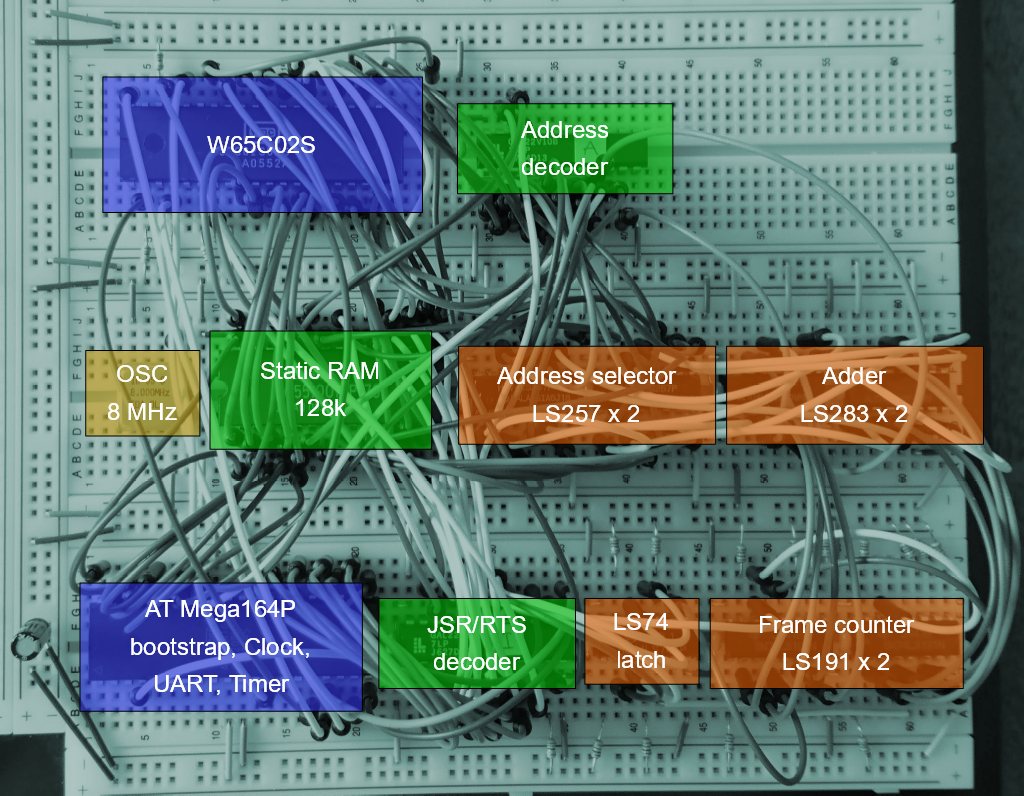 W65C02S
Address
decoder
OSC
8 MHz
Static RAM
128k
Address selector
LS257 x 2
Adder
LS283 x 2
AT Mega164P
bootstrap, Clock,
UART, Timer
JSR/RTS
decoder
LS74
latch
Frame counter
LS191 x 2